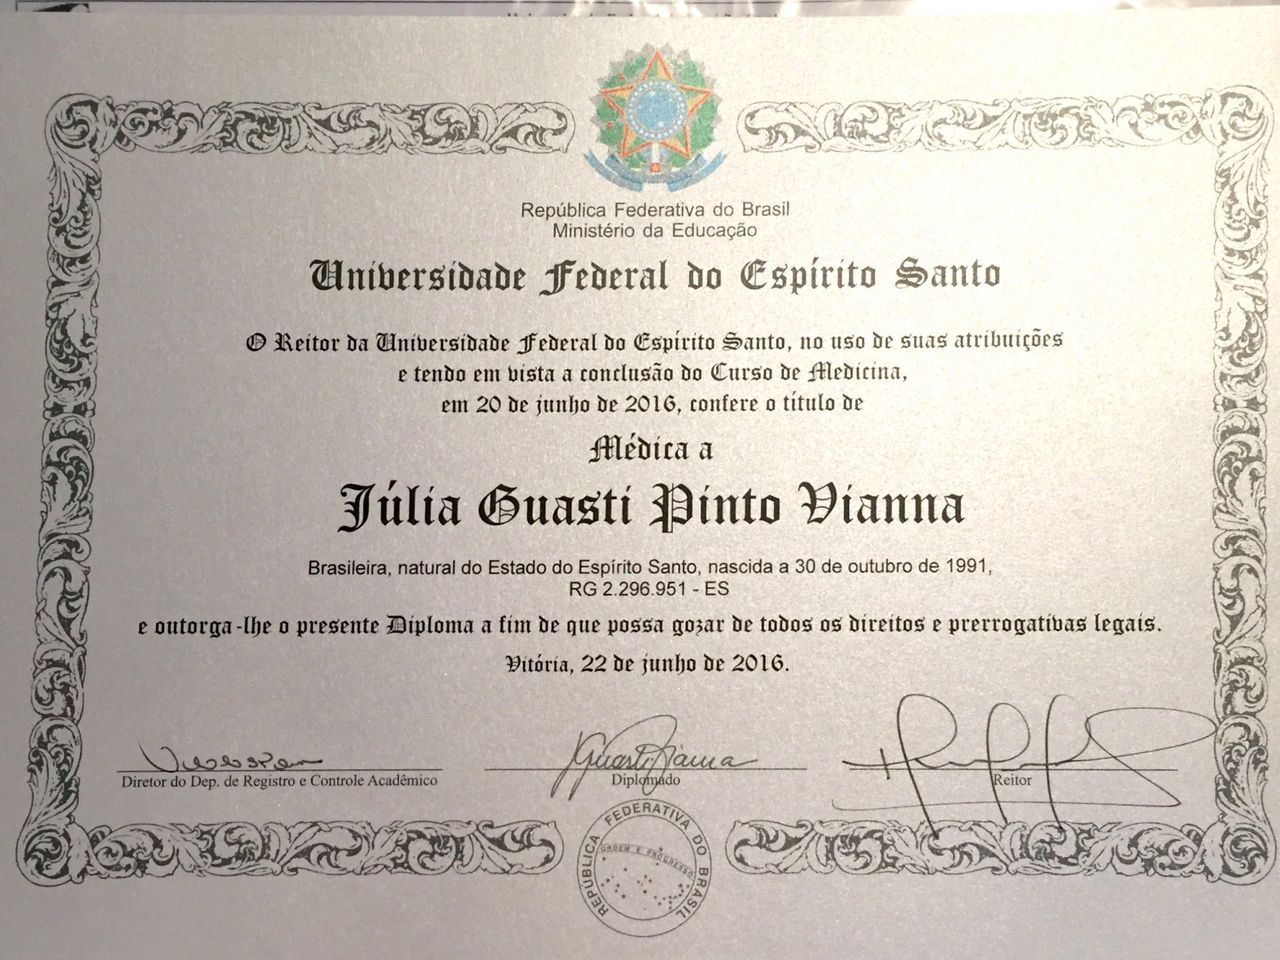 República Federativa do Brasil
Ministério da Educação
Universidade Federal do Espírito Santo
O Reitor da Universidade Federal do Espírito Santo, no uso de suas atribuições
e tendo em vista a conclusão do Curso de Medicina,
em 20 de junho de 2016, confere o título de
Médica a
Júlia Guasti Pinto Vianna
Brasileira, natural do Estado do Espírito Santo, nascida a 30 de outubro de 1991,
RG 2.296.951 - ES
e outorga-lhe o presente Diploma a fim de que possa gozar de todos os direitos e prerrogativas legais.
Vitória, 22 de junho de 2016.
JGuasti Vianna
Diretor do Dep. de Registro e Controle Acadêmico
Diplomado
Reitor
REPÚBLICA FEDERATIVA DO BRASIL
ORDEM E PROGRESSO